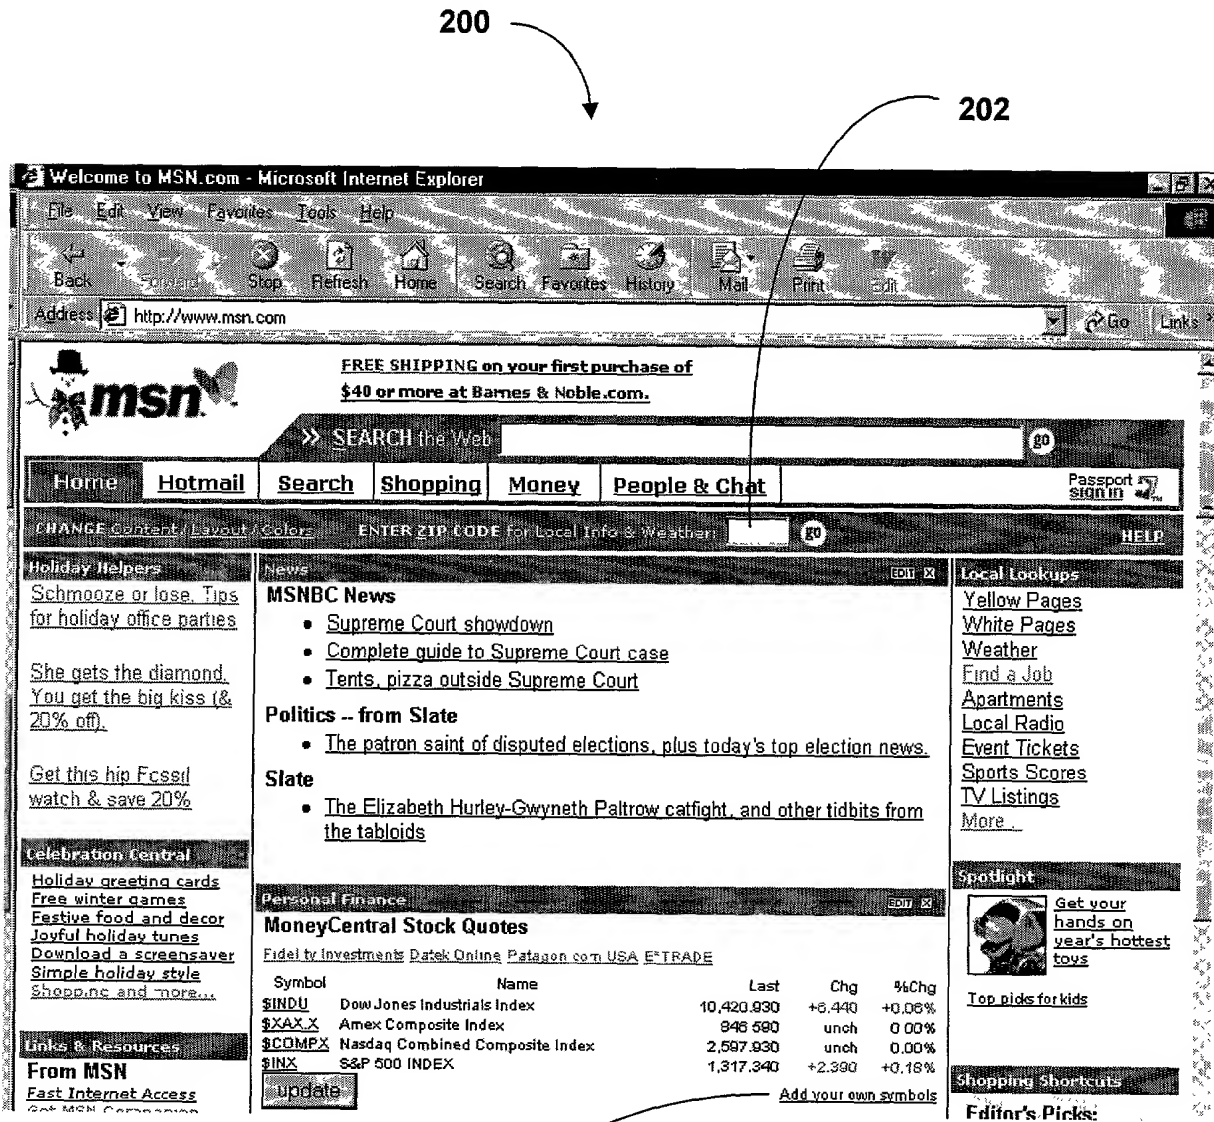 200
202
Welcome to MSN.com - Microsoft Internet Explorer
File Edit View Favorites Tools Help
Back Forward Stop Refresh Home Search Favorites History Mail Print Edit
Address http://www.msn.com Go Links
msn
FREE SHIPPING on your first purchase of
$40 or more at Barnes & Noble.com.
>> SEARCH the Web go
Home Hotmail Search Shopping Money People & Chat Passport
sign in
CHANGE Content / Layout / Colors ENTER ZIP CODE for Local Info & Weather: go HELP
Holiday Helpers
Schmooze or lose. Tips
for holiday office parties
She gets the diamond.
You get the big kiss (&
20% off).
Get this hip Fossil
watch & save 20%
Celebration Central
Holiday greeting cards
Free winter games
Festive food and decor
Joyful holiday tunes
Download a screensaver
Simple holiday style
Shopping and more...
Links & Resources
From MSN
Fast Internet Access
Get MSN Companion
News EDIT X
MSNBC News
• Supreme Court showdown
• Complete guide to Supreme Court case
• Tents, pizza outside Supreme Court
Politics -- from Slate
• The patron saint of disputed elections, plus today's top election news.
Slate
• The Elizabeth Hurley-Gwyneth Paltrow catfight, and other tidbits from
the tabloids
Personal Finance EDIT X
MoneyCentral Stock Quotes
Fidelity Investments Datek Online Patagon.com USA E*TRADE
Symbol Name Last Chg %Chg
$INDU Dow Jones Industrials Index 10,420.930 +6.440 +0.06%
$XAX.X Amex Composite Index 846.590 unch 0.00%
$COMPX Nasdaq Combined Composite Index 2,597.930 unch 0.00%
$INX S&P 500 INDEX 1,317.340 +2.390 +0.18%
update
Add your own symbols
Local Lookups
Yellow Pages
White Pages
Weather
Find a Job
Apartments
Local Radio
Event Tickets
Sports Scores
TV Listings
More...
Spotlight
Get your
hands on
year's hottest
toys
Top picks for kids
Shopping Shortcuts
Editor's Picks: